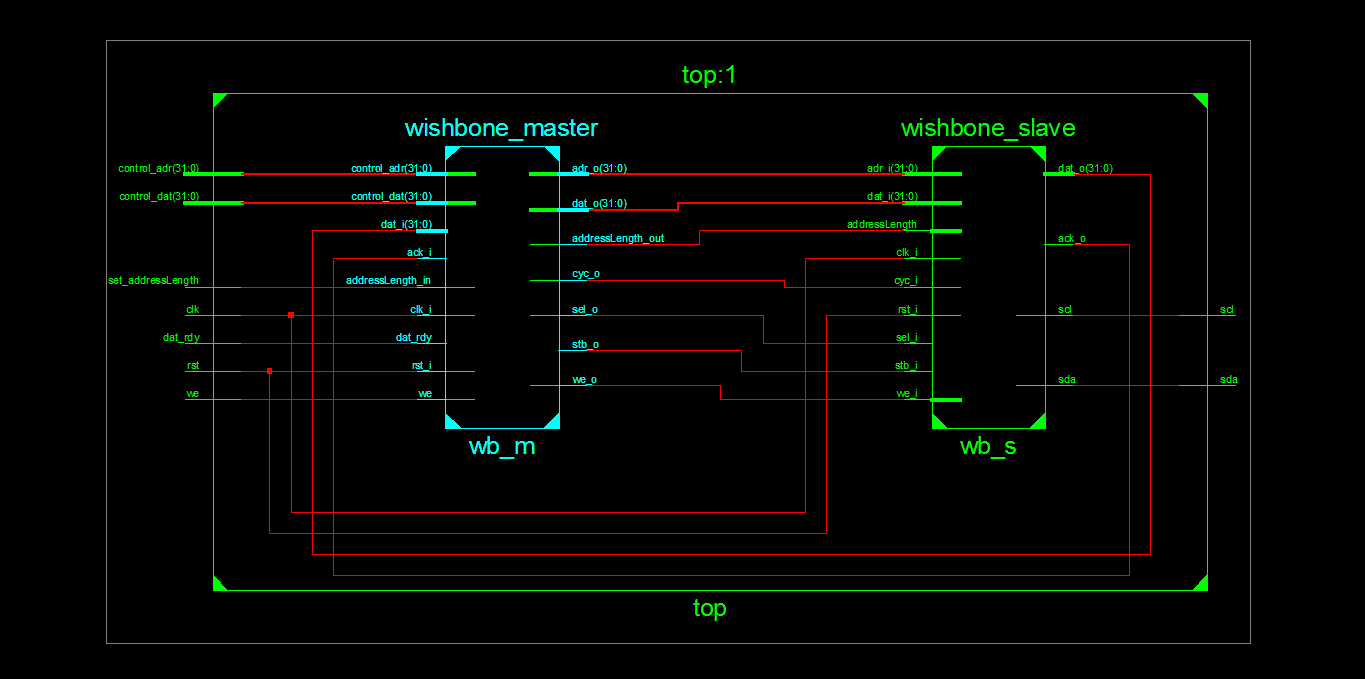 top:1
wishbone_master
wishbone_slave
control_adr(31:0)
control_adr(31:0)
adr_o(31:0)
adr_i(31:0)
dat_o(31:0)
control_dat(31:0)
control_dat(31:0)
dat_o(31:0)
dat_i(31:0)
dat_i(31:0)
addressLength_out
addressLength
ack_o
ack_i
clk_i
set_addressLength
addressLength_in
cyc_o
cyc_i
clk
clk_i
sel_o
rst_i
scl
scl
dat_rdy
dat_rdy
stb_o
sel_i
rst
rst_i
we_o
stb_i
sda
sda
we
we
we_i
wb_m
wb_s
top